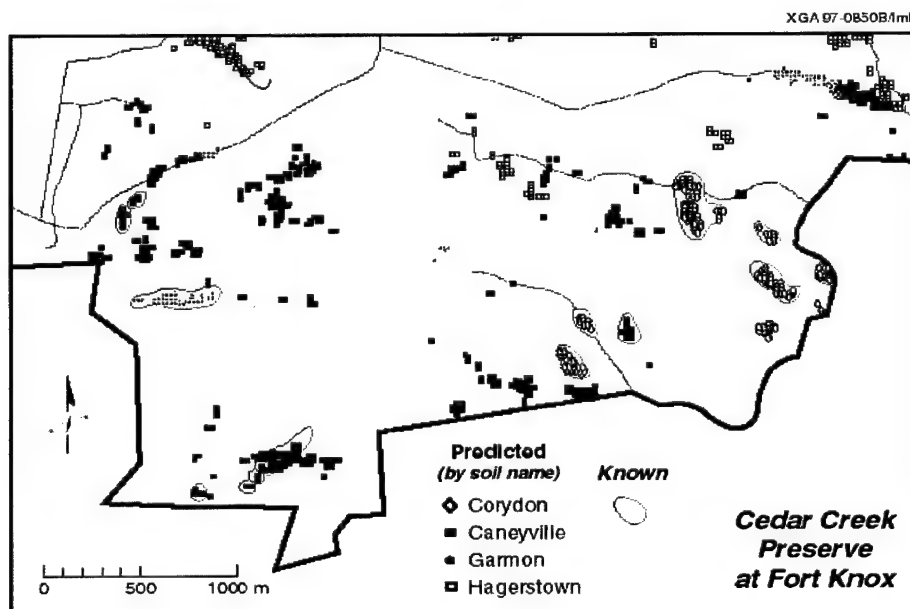 XGA 97-0850B/lml
Predicted
(by soil name)
Known
Corydon
Caneyville
Garmon
Hagerstown
Cedar Creek
Preserve
at Fort Knox
0 500 1000 m